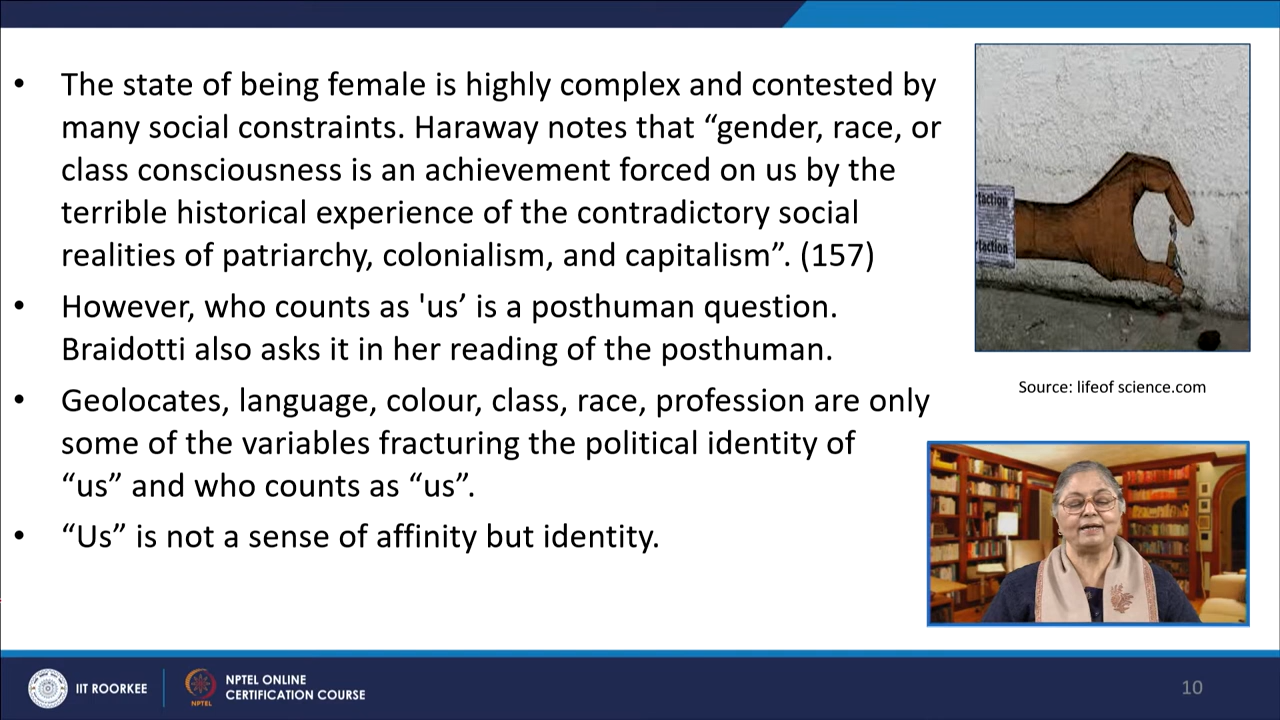 • The state of being female is highly complex and contested by
many social constraints. Haraway notes that “gender, race, or
class consciousness is an achievement forced on us by the
terrible historical experience of the contradictory social
realities of patriarchy, colonialism, and capitalism”. (157)
• However, who counts as 'us’ is a posthuman question.
Braidotti also asks it in her reading of the posthuman.
• Geolocates, language, colour, class, race, profession are only
some of the variables fracturing the political identity of
“us” and who counts as “us”.
• “Us” is not a sense of affinity but identity.
Source: lifeof science.com
IIT ROORKEE
NPTEL
NPTEL ONLINE
CERTIFICATION COURSE
10